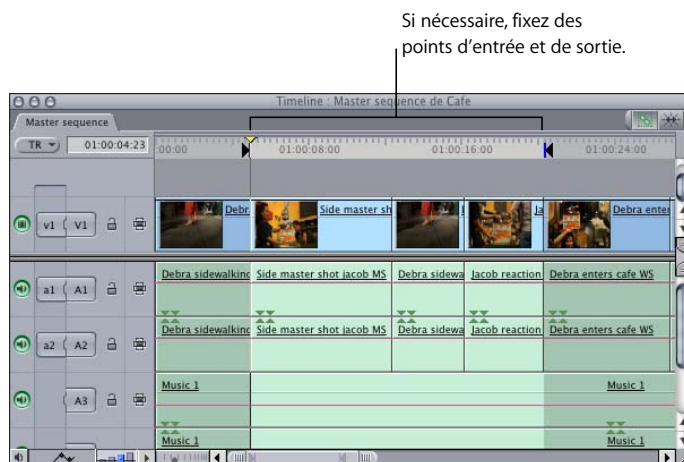 Si nécessaire, fixez des
points d’entrée et de sortie.
Timeline : Master sequence de Cafe
Master sequence
TR 01:00:04:23 :00:00 01:00:08:00 01:00:16:00 01:00:24:00
v1 V1 Debr Side master sh Ja Debra enter
a1 A1 Debra sidewalking Side master shot jacob MS Debra sidewa Jacob reaction Debra enters cafe WS
a2 A2 Debra sidewalking Side master shot jacob MS Debra sidewa Jacob reaction Debra enters cafe WS
A3 Music 1 Music 1
Music 1 Music 1